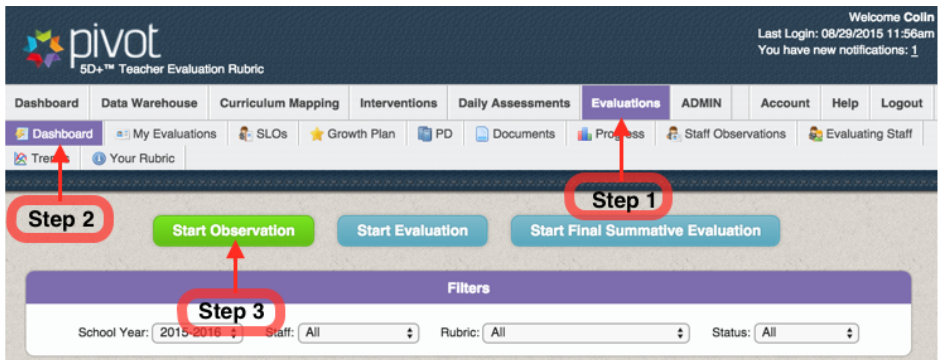 Welcome Colin
Last Login: 08/29/2015 11:56am
You have new notifications: 1
pivot
5D+™ Teacher Evaluation Rubric
Dashboard Data Warehouse Curriculum Mapping Interventions Daily Assessments Evaluations ADMIN Account Help Logout
Dashboard My Evaluations SLOs Growth Plan PD Documents Progress Staff Observations Evaluating Staff
Trends Your Rubric
Step 1
Step 2
Start Observation Start Evaluation Start Final Summative Evaluation
Filters
Step 3
School Year: 2015-2016 Staff: All Rubric: All Status: All